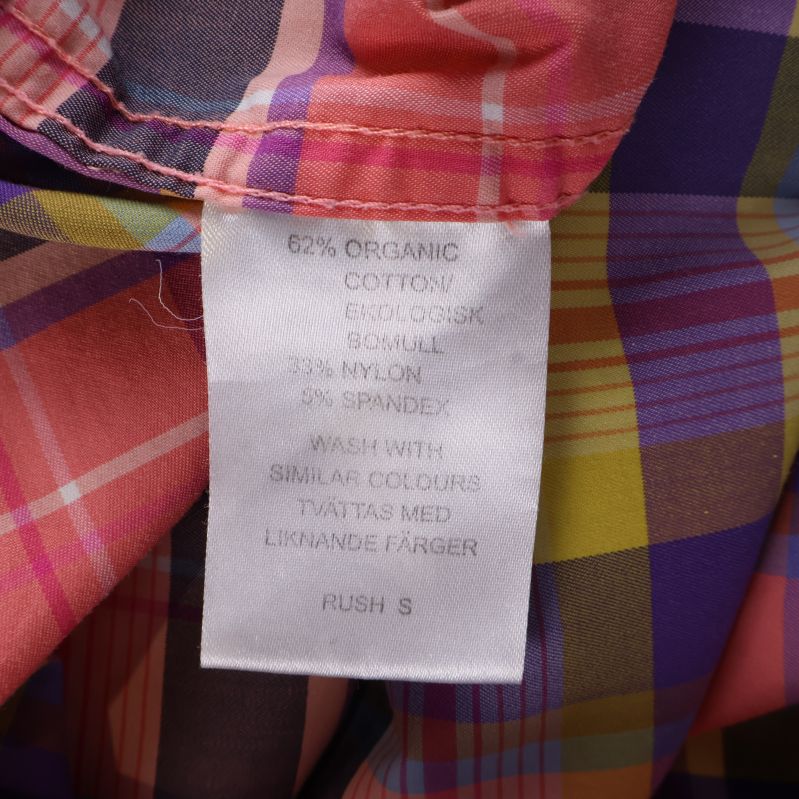 62% ORGANIC
COTTON/
EKOLOGISK
BOMULL
33% NYLON
5% SPANDEX
WASH WITH
SIMILAR COLOURS
TVÄTTAS MED
LIKNANDE FÄRGER
RUSH S